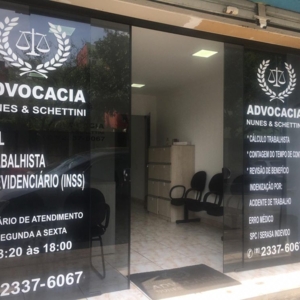 ADVOCACIA
NUNES & SCHETTINI
TRABALHISTA
PREVIDENCIÁRIO (INSS)
HORÁRIO DE ATENDIMENTO
SEGUNDA A SEXTA
8:20 às 18:00
2337-6067
ADVOCACIA
NUNES & SCHETTINI
* CÁLCULO TRABALHISTA
* CONTAGEM DO TEMPO DE CON
* REVISÃO DE BENEFÍCIO
INDENIZAÇÃO POR:
ACIDENTE DE TRABALHO
ERRO MÉDICO
SPC / SERASA INDEVIDO
2337-6067
ADVOCACIA